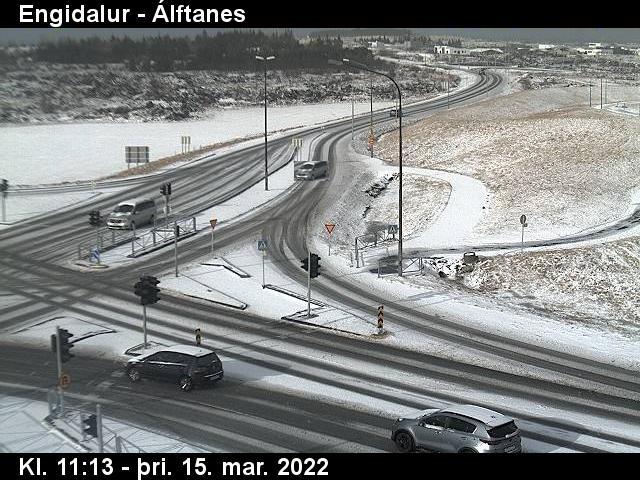 Engidalur - Álftanes
Kl. 11:13 - þri. 15. mar. 2022